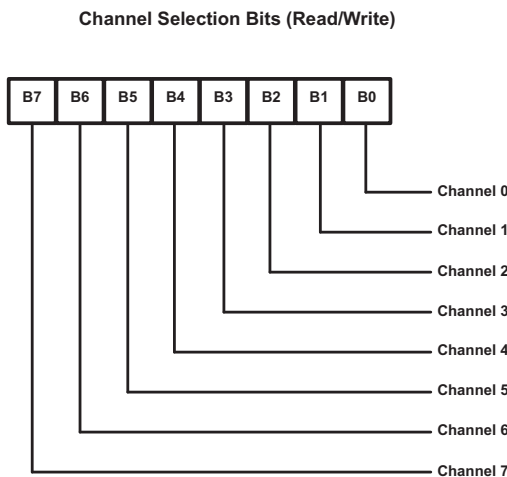 Channel Selection Bits (Read/Write)
B7 B6 B5 B4 B3 B2 B1 B0
Channel 0
Channel 1
Channel 2
Channel 3
Channel 4
Channel 5
Channel 6
Channel 7